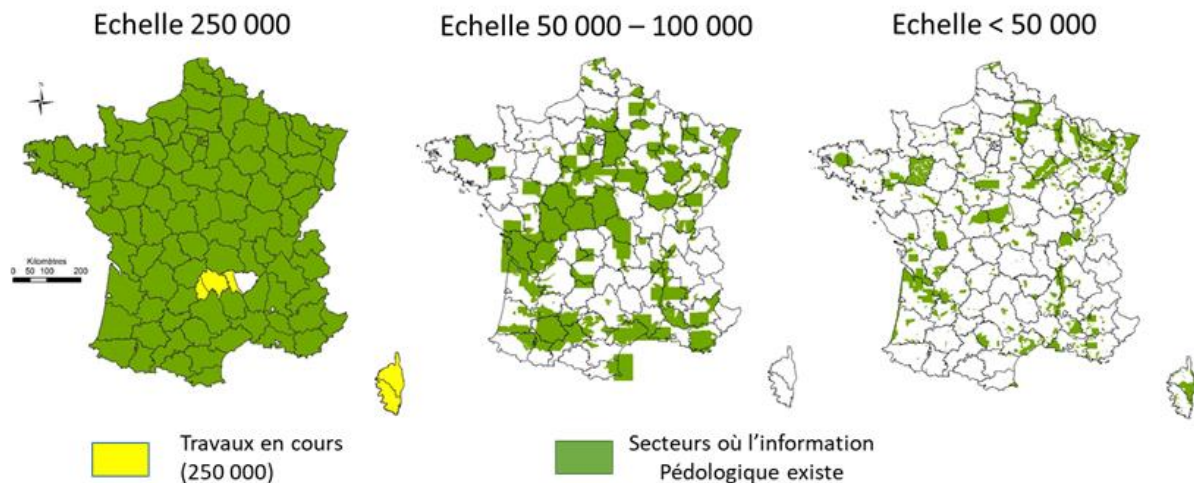 Echelle 250 000
Echelle 50 000 – 100 000
Echelle < 50 000
N
Kilomètres
0 50 100 200
Travaux en cours
(250 000)
Secteurs où l’information
Pédologique existe